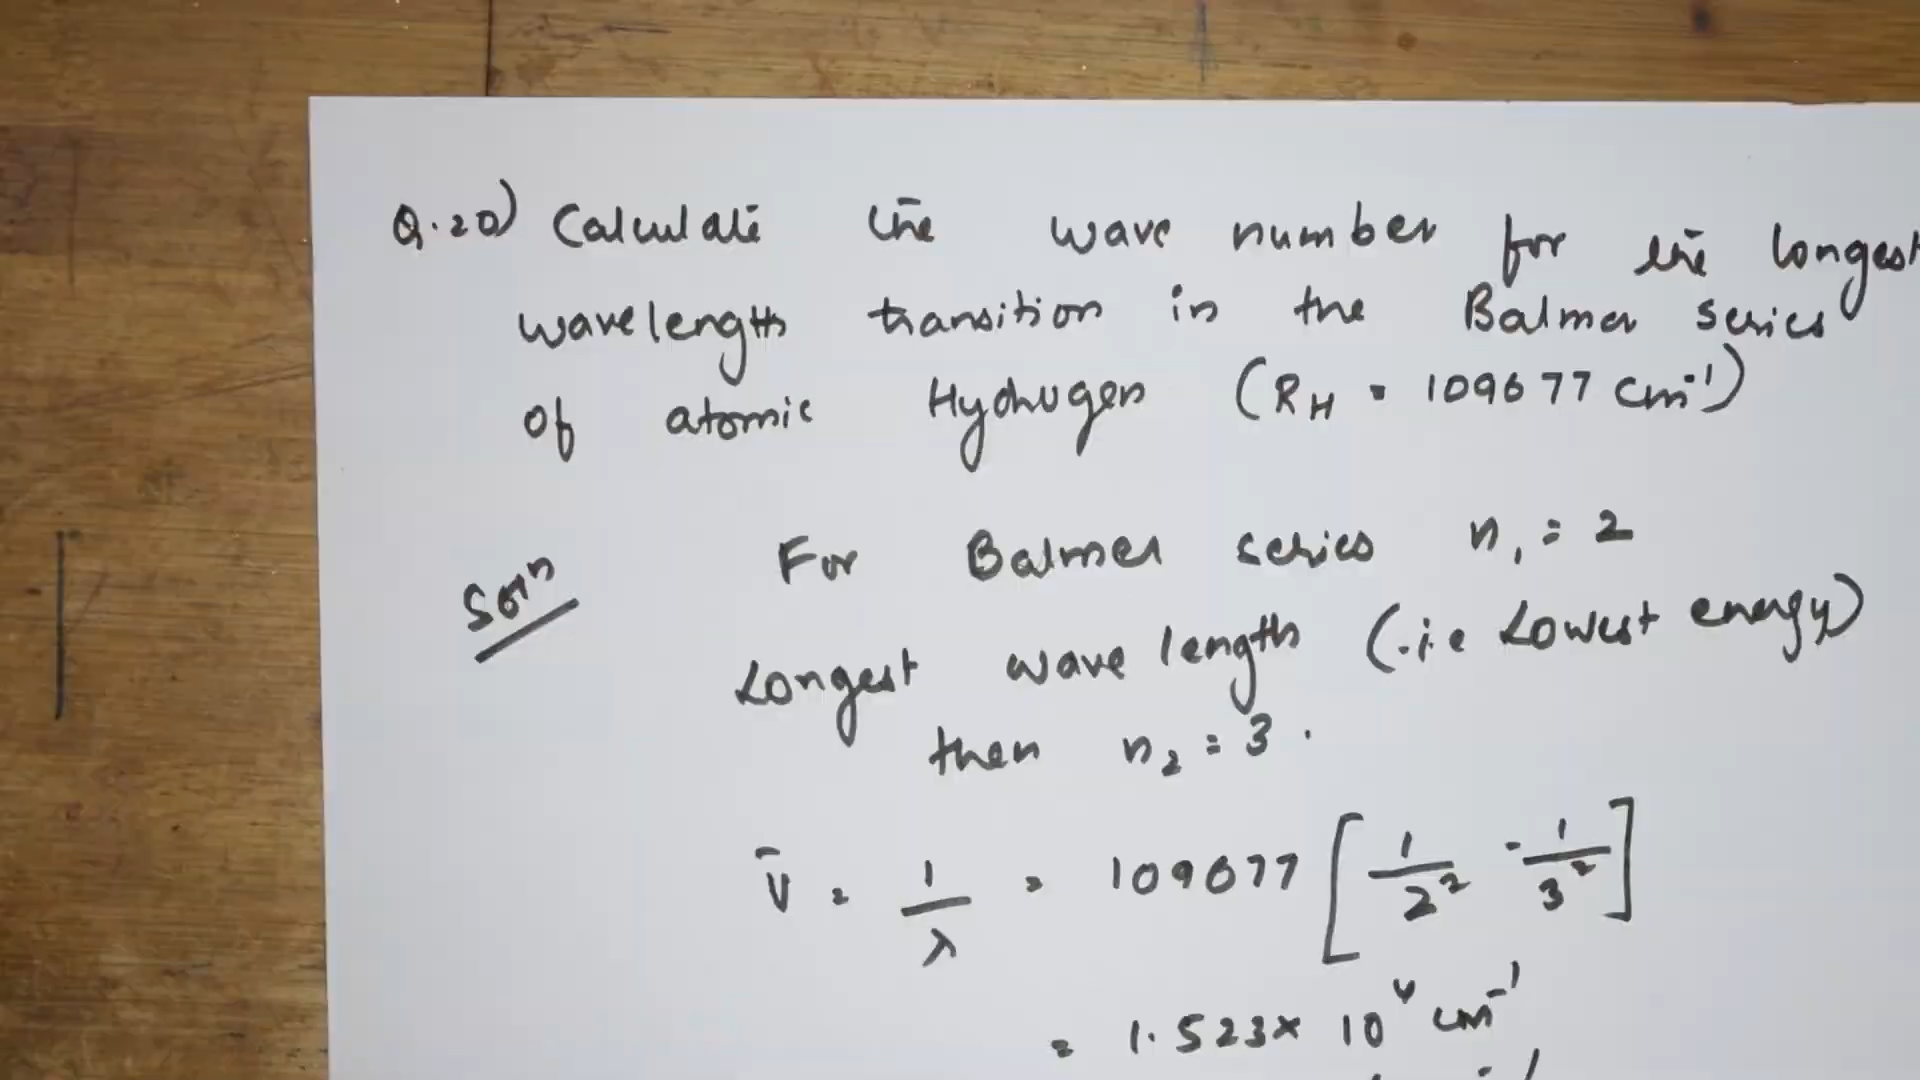 Q.20) Calculate the wave number for the longest
wavelength transition in the Balmer series
of atomic Hydrogen (RH = 109677 cm⁻¹)
Solⁿ
For Balmer series n₁ = 2
Longest wave length (.i.e Lowest energy)
then n₂ = 3.
ν̄ = 1/λ = 109677 [1/2² - 1/3²]
= 1.523 × 10⁴ cm⁻¹